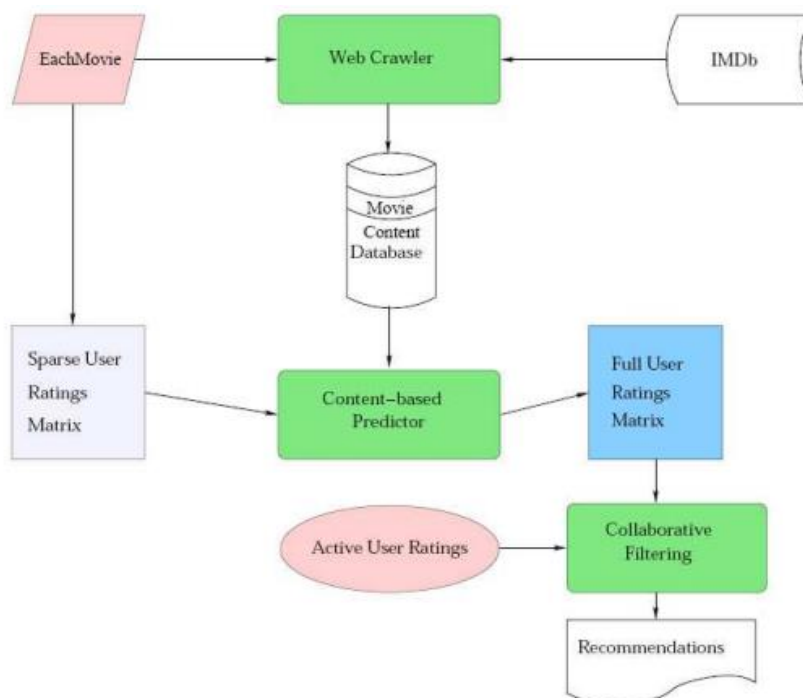 EachMovie
Web Crawler
IMDb
Movie
Content
Database
Sparse User
Ratings
Matrix
Content-based
Predictor
Full User
Ratings
Matrix
Active User Ratings
Collaborative
Filtering
Recommendations